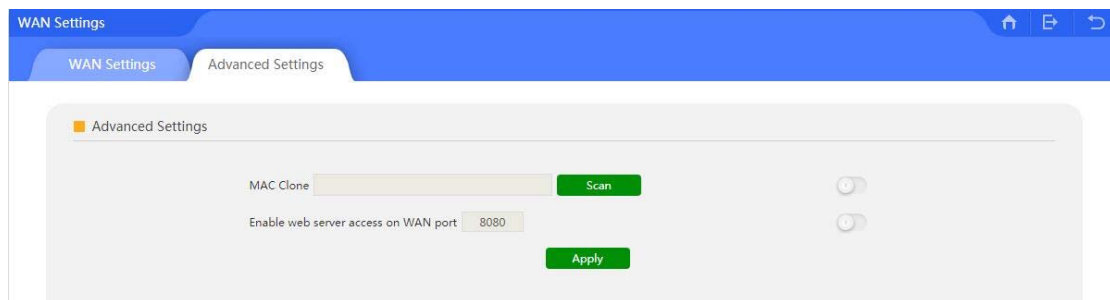 WAN Settings
WAN Settings Advanced Settings
Advanced Settings
MAC Clone Scan
Enable web server access on WAN port 8080
Apply